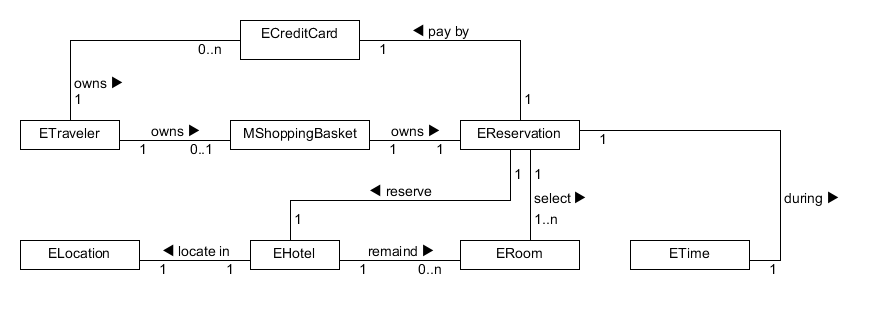 ECreditCard
◀ pay by
0..n
1
owns ▶
1
1
ETraveler
owns ▶
MShoppingBasket
owns ▶
EReservation
1
0..1
1
1
1
1
1
◀ reserve
select ▶
during ▶
1
1..n
ELocation
◀ locate in
EHotel
remaind ▶
ERoom
ETime
1
1
1
0..n
1